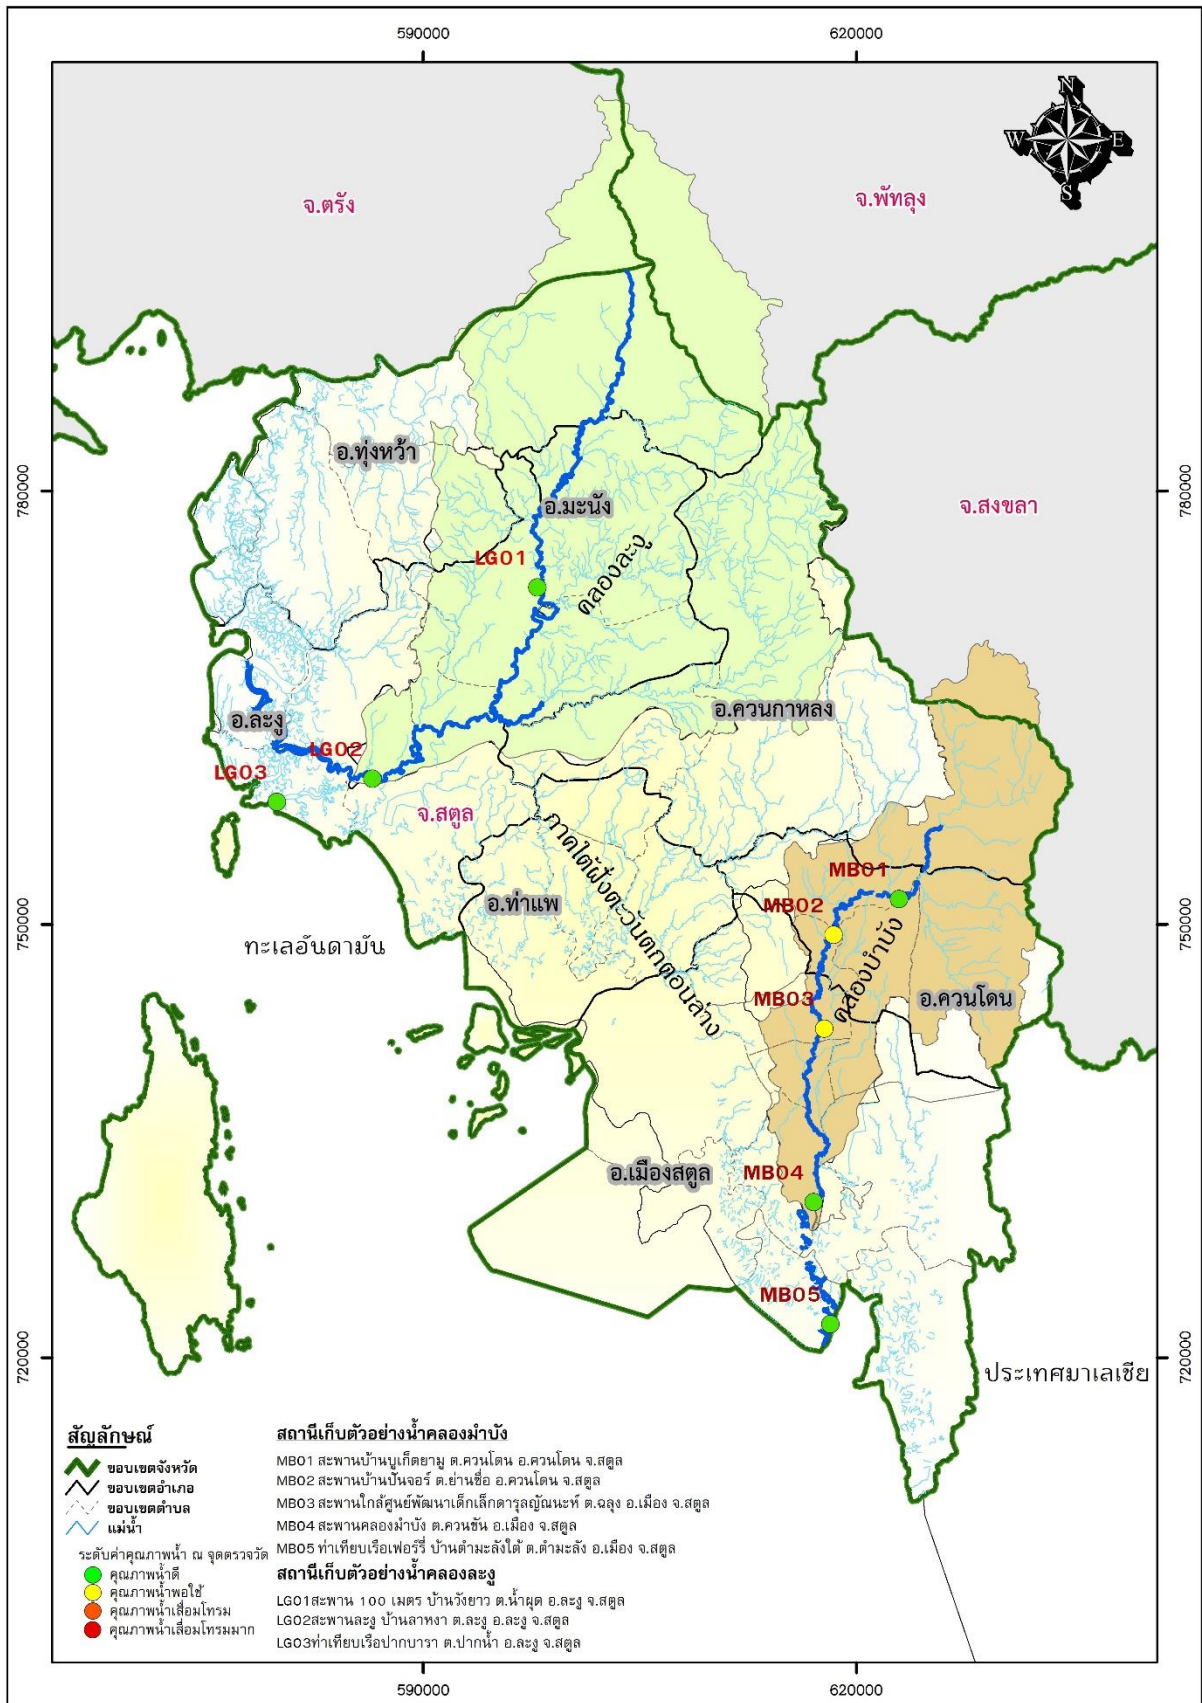 590000
620000
N
W
E
S
จ.ตรัง
จ.พัทลุง
อ.ทุ่งหว้า
780000
780000
อ.มะนัง
จ.สงขลา
LG01
คลองละงู
อ.ละงู
อ.ควนกาหลง
LG02
LG03
จ.สตูล
ภาคใต้ฝั่งตะวันตกตอนล่าง
MB01
อ.ท่าแพ
MB02
750000
750000
ทะเลอันดามัน
คลองบำบัง
อ.ควนโดน
MB03
อ.เมืองสตูล
MB04
MB05
720000
720000
ประเทศมาเลเซีย
สัญลักษณ์
ขอบเขตจังหวัด
ขอบเขตอำเภอ
ขอบเขตตำบล
แม่น้ำ
ระดับค่าคุณภาพน้ำ ณ จุดตรวจวัด
คุณภาพน้ำดี
คุณภาพน้ำพอใช้
คุณภาพน้ำเสื่อมโทรม
คุณภาพน้ำเสื่อมโทรมมาก
สถานีเก็บตัวอย่างน้ำคลองมำบัง
MB01 สะพานบ้านบูเก็ตยามู ต.ควนโดน อ.ควนโดน จ.สตูล
MB02 สะพานบ้านปันจอร์ ต.ย่านซื่อ อ.ควนโดน จ.สตูล
MB03 สะพานใกล้ศูนย์พัฒนาเด็กเล็กดารุลญัณนะห์ ต.ฉลุง อ.เมือง จ.สตูล
MB04 สะพานคลองมำบัง ต.ควนขัน อ.เมือง จ.สตูล
MB05 ท่าเทียบเรือเฟอร์รี่ บ้านตำมะลังใต้ ต.ตำมะลัง อ.เมือง จ.สตูล
สถานีเก็บตัวอย่างน้ำคลองละงู
LG01สะพาน 100 เมตร บ้านวังยาว ต.น้ำผุด อ.ละงู จ.สตูล
LG02สะพานละงู บ้านลาหงา ต.ละงู อ.ละงู จ.สตูล
LG03ท่าเทียบเรือปากบารา ต.ปากน้ำ อ.ละงู จ.สตูล
590000
620000